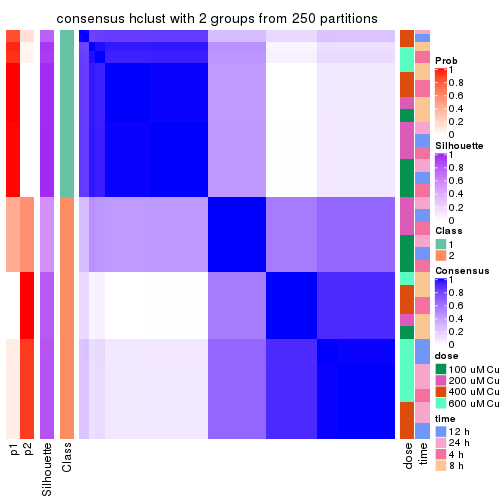 consensus hclust with 2 groups from 250 partitions
Prob
1
0.8
0.6
0.4
0.2
0
Silhouette
1
0.8
0.6
0.4
0.2
0
Class
1
2
Consensus
1
0.8
0.6
0.4
0.2
0
dose
100 uM Cu
200 uM Cu
400 uM Cu
600 uM Cu
time
12 h
24 h
4 h
8 h
p1
p2
Silhouette
Class
dose
time